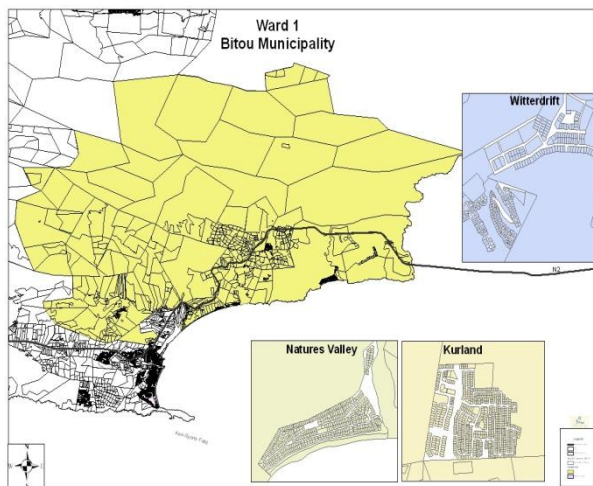 Ward 1
Bitou Municipality
Witterdrift
N2
Natures Valley
Kurland
N
W